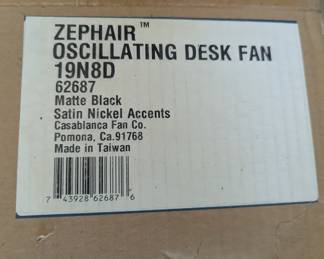 ZEPHAIR™
OSCILLATING DESK FAN
19N8D
62687
Matte Black
Satin Nickel Accents
Casablanca Fan Co.
Pomona, Ca.91768
Made in Taiwan
7 43928 62687 6